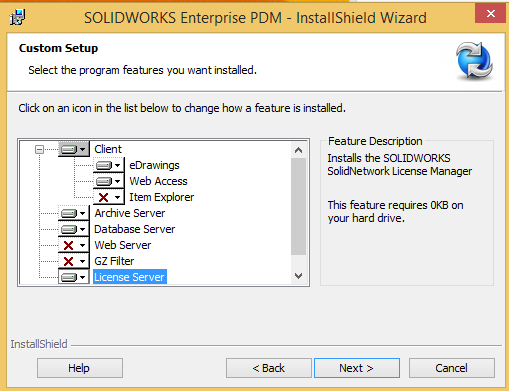 SOLIDWORKS Enterprise PDM - InstallShield Wizard
Custom Setup
Select the program features you want installed.
Click on an icon in the list below to change how a feature is installed.
Client
eDrawings
Web Access
Item Explorer
Archive Server
Database Server
Web Server
GZ Filter
License Server
Feature Description
Installs the SOLIDWORKS
SolidNetwork License Manager
This feature requires 0KB on
your hard drive.
InstallShield
Help
< Back
Next >
Cancel